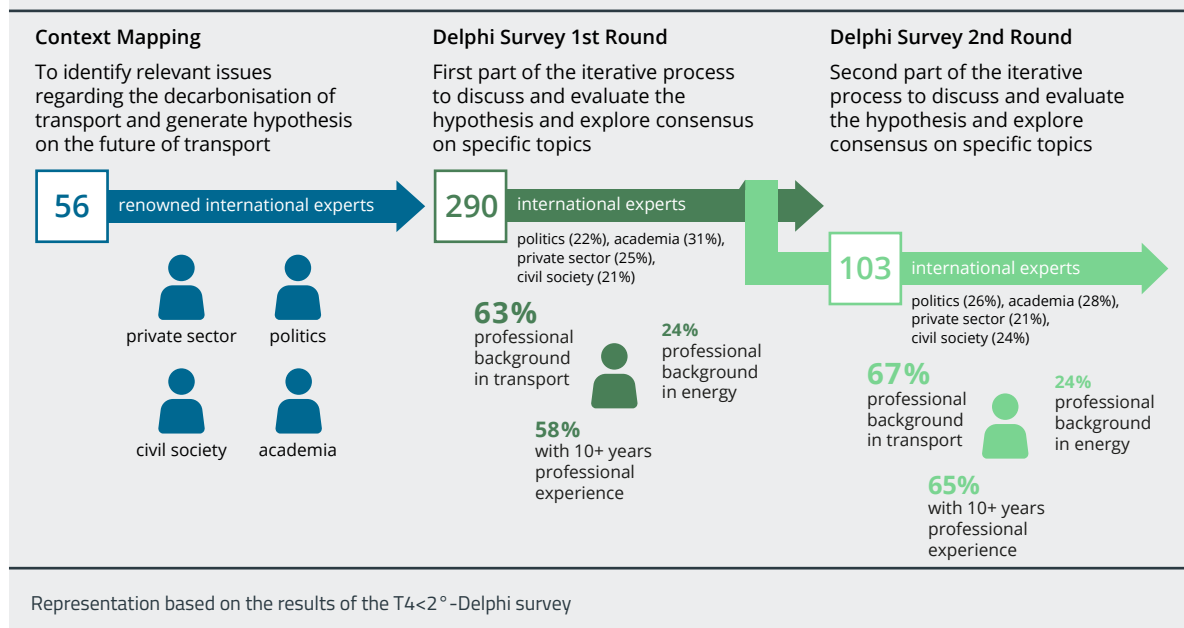 Context Mapping
To identify relevant issues
regarding the decarbonisation of
transport and generate hypothesis
on the future of transport
56
renowned international experts
private sector
politics
civil society
academia
Delphi Survey 1st Round
First part of the iterative process
to discuss and evaluate the
hypothesis and explore consensus
on specific topics
290
international experts
politics (22%), academia (31%),
private sector (25%),
civil society (21%)
63%
professional
background
in transport
24%
professional
background
in energy
58%
with 10+ years
professional
experience
Delphi Survey 2nd Round
Second part of the iterative
process to discuss and evaluate
the hypothesis and explore
consensus on specific topics
103
international experts
politics (26%), academia (28%),
private sector (21%),
civil society (24%)
67%
professional
background
in transport
24%
professional
background
in energy
65%
with 10+ years
professional
experience
Representation based on the results of the T4<2°-Delphi survey